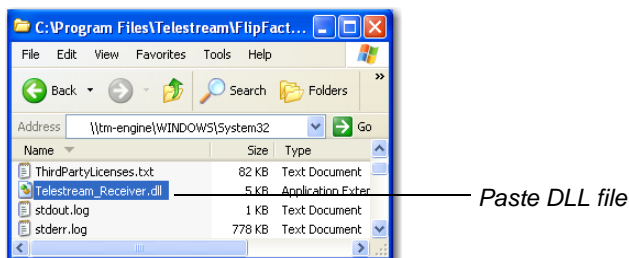 C:\Program Files\Telestream\FlipFact...
File Edit View Favorites Tools Help
Back Search Folders »
Address \\tm-engine\WINDOWS\System32 Go
Name Size Type
ThirdPartyLicenses.txt 82 KB Text Document
Telestream_Receiver.dll 5 KB Application Exter
Paste DLL file
stdout.log 1 KB Text Document
stderr.log 778 KB Text Document